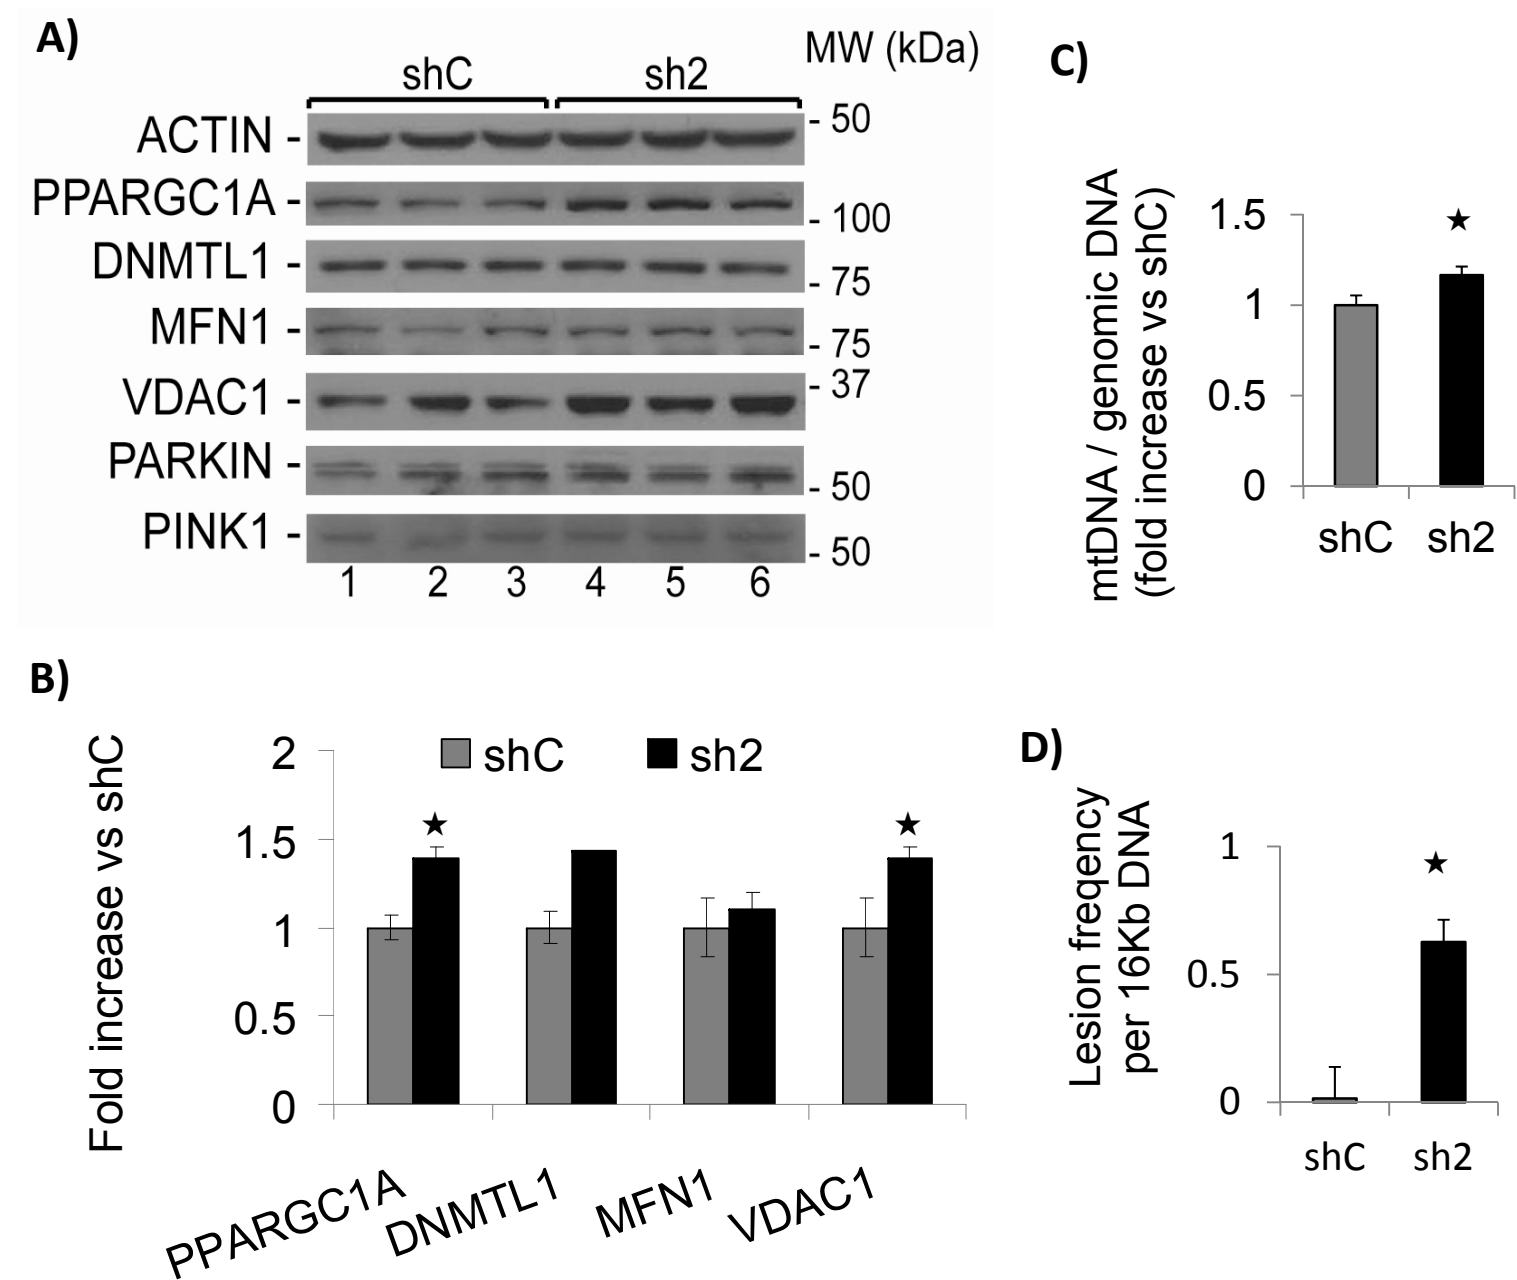 A)
MW (kDa)
shC sh2
ACTIN - - 50
PPARGC1A - - 100
DNMTL1 - - 75
MFN1 - - 75
VDAC1 - - 37
PARKIN - - 50
PINK1 - - 50
1 2 3 4 5 6
C)
mtDNA / genomic DNA
(fold increase vs shC)
1.5
★
1
0.5
0
shC sh2
B)
Fold increase vs shC
shC sh2
2
★ ★
1.5
1
0.5
0
PPARGC1A DNMTL1 MFN1 VDAC1
D)
Lesion freqency
per 16Kb DNA
1
★
0.5
0
shC sh2